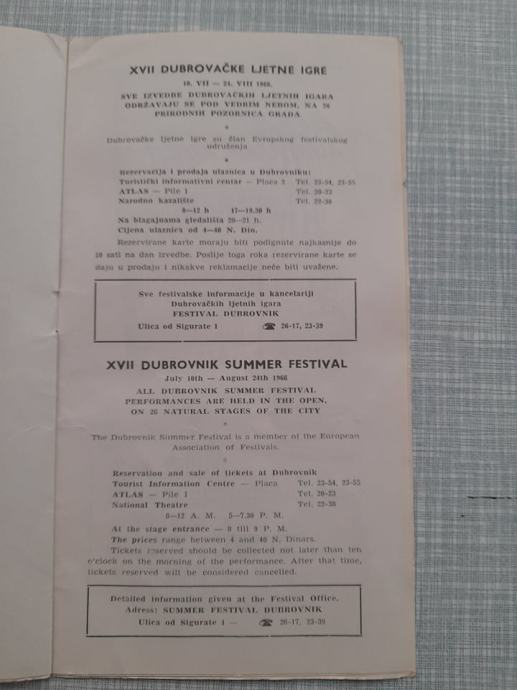 XVII DUBROVAČKE LJETNE IGRE
10. VII — 24. VIII 1966.
SVE IZVEDBE DUBROVAČKIH LJETNIH IGARA
ODRŽAVAJU SE POD VEDRIM NEBOM, NA 26
PRIRODNIH POZORNICA GRADA
*
Dubrovačke ljetne igre su član Evropskog festivalskog
udruženja
*
Rezervacija i prodaja ulaznica u Dubrovniku:
Turistički informativni centar — Placa 2 Tel. 23-54, 23-55
ATLAS — Pile 1 Tel. 20-23
Narodno kazalište Tel. 22-38
8—12 h 17—19.30 h
Na blagajnama gledališta 20—21. h.
Cijena ulaznica od 4—40 N. Din.
Rezervirane karte moraju biti podignute najkasnije do
10 sati na dan izvedbe. Poslije toga roka rezervirane karte se
daju u prodaju i nikakve reklamacije neće biti uvažene.
Sve festivalske informacije u kancelariji
Dubrovačkih ljetnih igara
FESTIVAL DUBROVNIK
Ulica od Sigurate 1 ☎ 26-17, 23-39
XVII DUBROVNIK SUMMER FESTIVAL
July 10th — August 24th 1966
ALL DUBROVNIK SUMMER FESTIVAL
PERFORMANCES ARE HELD IN THE OPEN,
ON 26 NATURAL STAGES OF THE CITY
*
The Dubrovnik Summer Festival is a member of the European
Association of Festivals.
*
Reservation and sale of tickets at Dubrovnik
Tourist Information Centre — Placa Tel. 23-54, 23-55
ATLAS — Pile 1 Tel. 20-23
National Theatre Tel. 22-38
8—12 A. M. 5—7.30 P. M.
At the stage entrance — 8 till 9 P. M.
The prices range between 4 and 40 N. Dinars.
Tickets reserved should be collected not later than ten
o'clock on the morning of the performance. After that time,
tickets reserved will be considered cancelled.
Detailed information given at the Festival Office.
Adress: SUMMER FESTIVAL DUBROVNIK
Ulica od Sigurate 1 — ☎ 26-17, 23-39